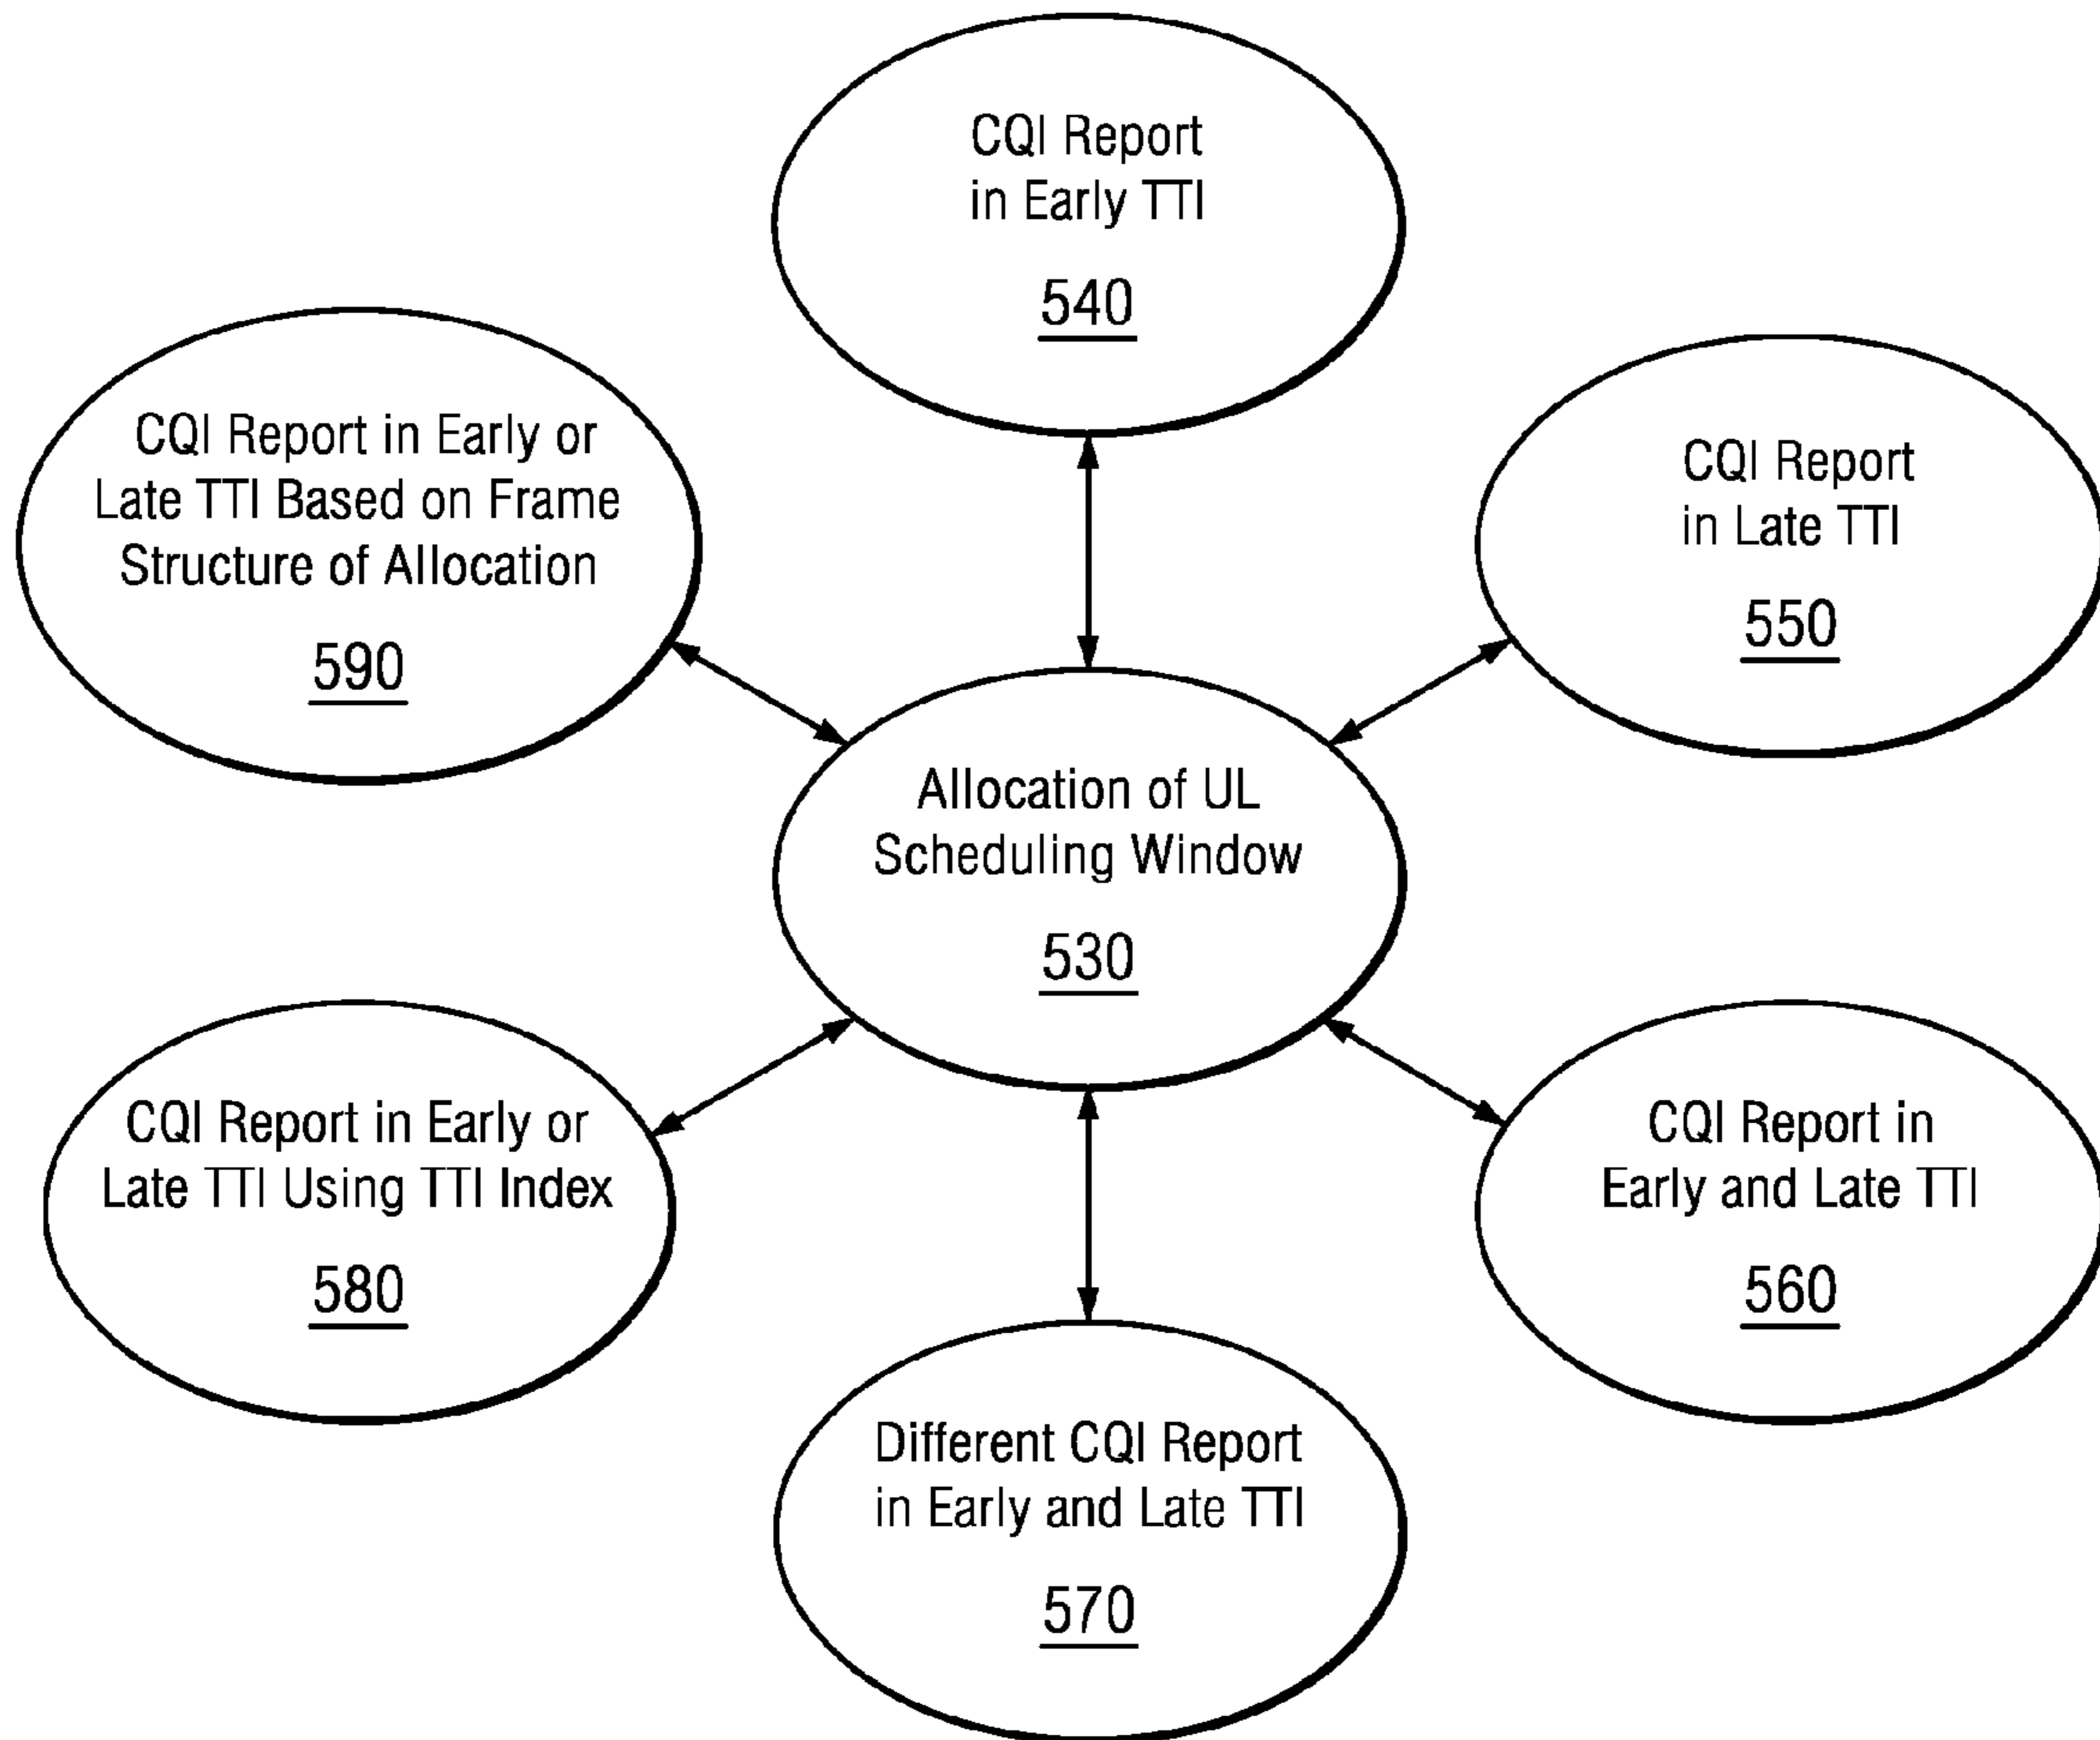 CQI Report
in Early TTI
540
CQI Report in Early or
Late TTI Based on Frame
Structure of Allocation
590
CQI Report
in Late TTI
550
Allocation of UL
Scheduling Window
530
CQI Report in Early or
Late TTI Using TTI Index
580
CQI Report in
Early and Late TTI
560
Different CQI Report
in Early and Late TTI
570